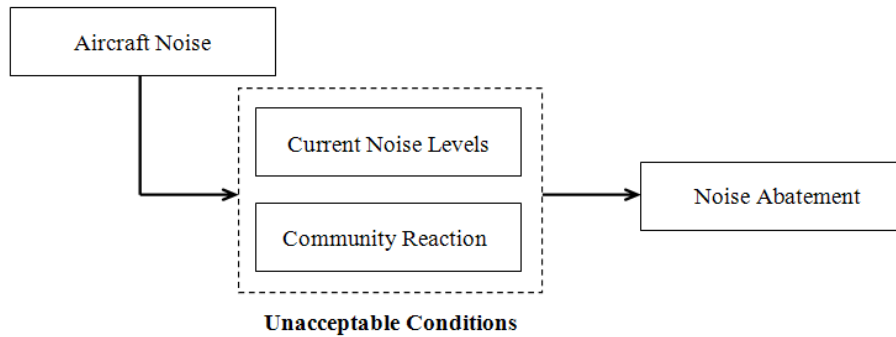 Aircraft Noise
Current Noise Levels
Noise Abatement
Community Reaction
Unacceptable Conditions